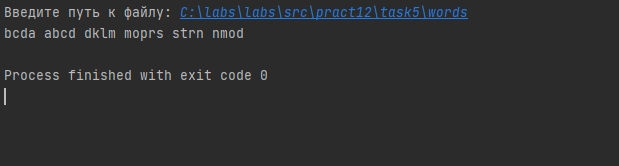 Введите путь к файлу: C:\labs\labs\src\pract12\task5\words
bcda abcd dklm moprs strn nmod
Process finished with exit code 0